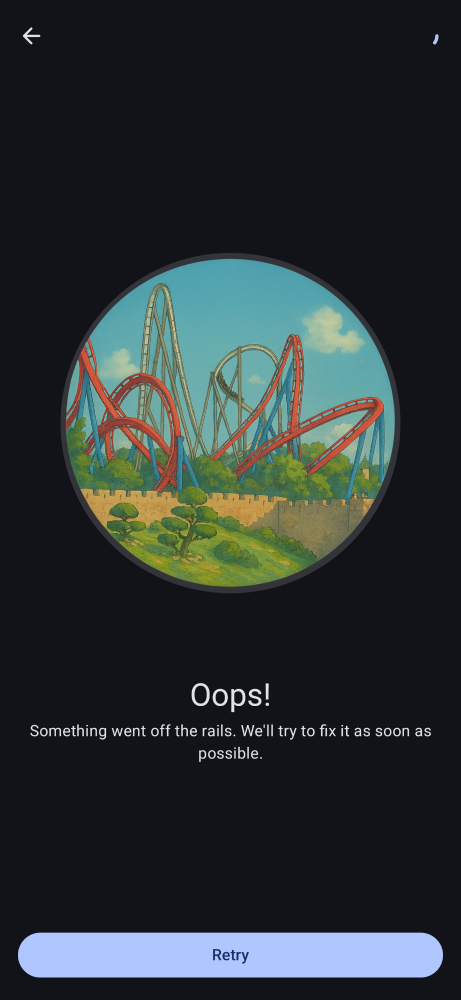 Oops!
Something went off the rails. We'll try to fix it as soon as
possible.
Retry